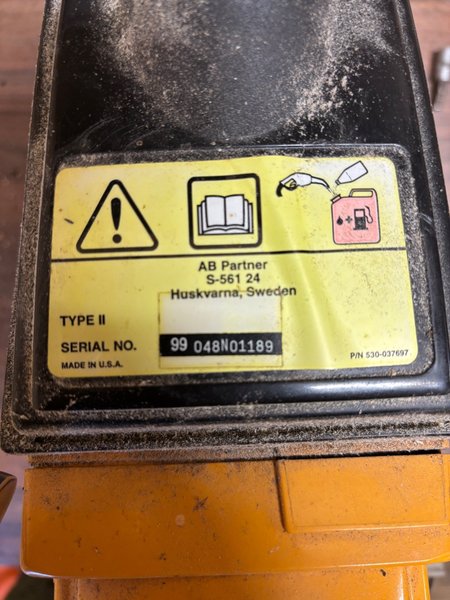 AB Partner
S-561 24
Huskvarna, Sweden
TYPE II
SERIAL NO. 99 048N01189
MADE IN U.S.A. P/N 530-037697